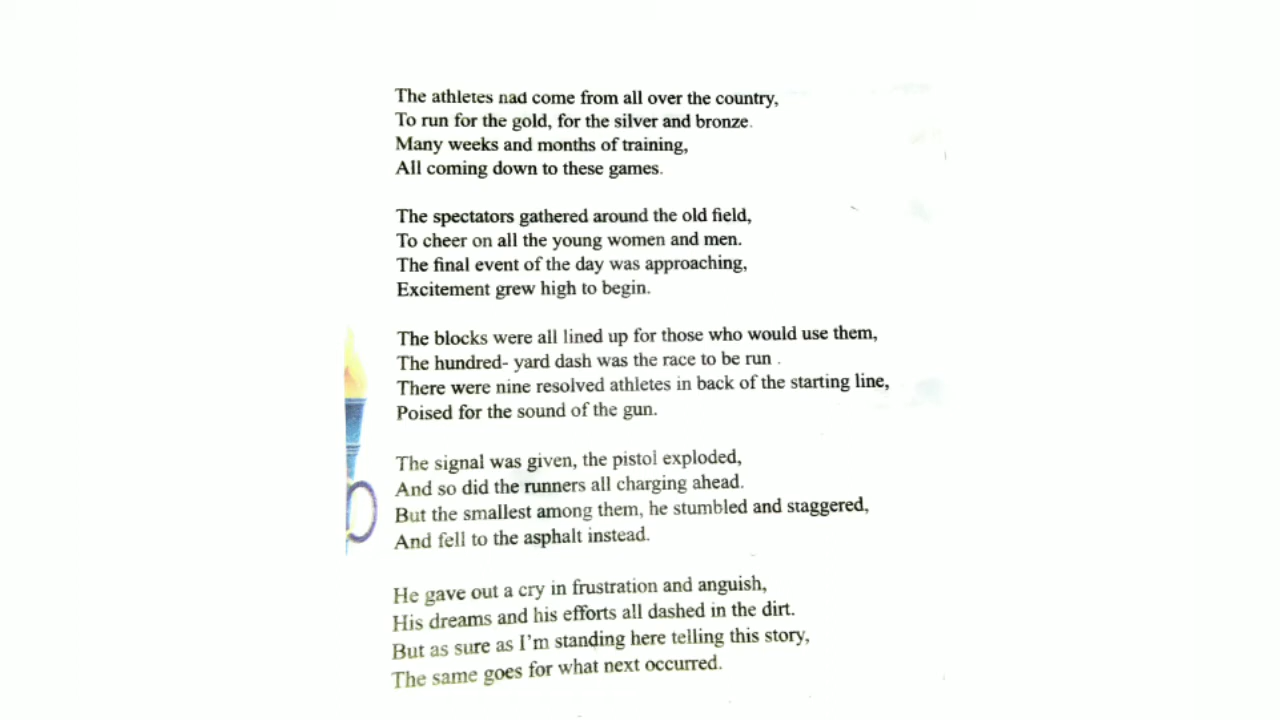 The athletes had come from all over the country,
To run for the gold, for the silver and bronze.
Many weeks and months of training,
All coming down to these games.

The spectators gathered around the old field,
To cheer on all the young women and men.
The final event of the day was approaching,
Excitement grew high to begin.

The blocks were all lined up for those who would use them,
The hundred- yard dash was the race to be run .
There were nine resolved athletes in back of the starting line,
Poised for the sound of the gun.

The signal was given, the pistol exploded,
And so did the runners all charging ahead.
But the smallest among them, he stumbled and staggered,
And fell to the asphalt instead.

He gave out a cry in frustration and anguish,
His dreams and his efforts all dashed in the dirt.
But as sure as I'm standing here telling this story,
The same goes for what next occurred.